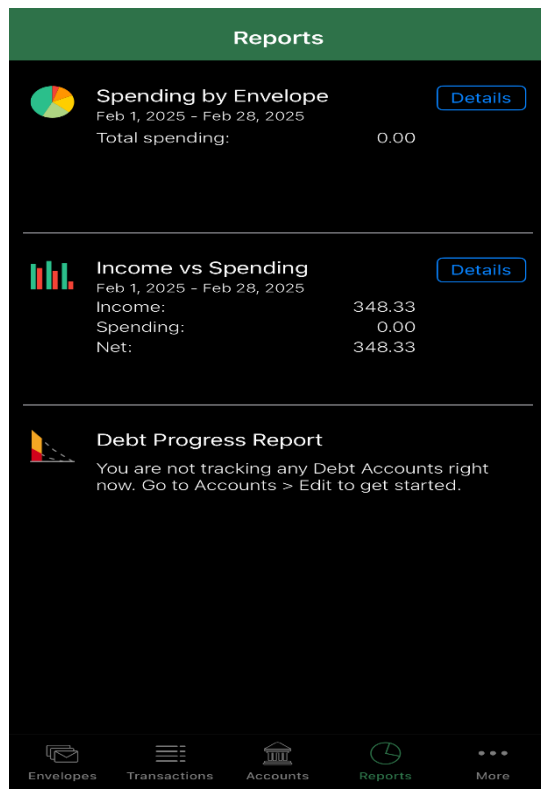 Reports
Spending by Envelope
Details
Feb 1, 2025 - Feb 28, 2025
Total spending: 0.00
Income vs Spending
Details
Feb 1, 2025 - Feb 28, 2025
Income: 348.33
Spending: 0.00
Net: 348.33
Debt Progress Report
You are not tracking any Debt Accounts right
now. Go to Accounts > Edit to get started.
Envelopes Transactions Accounts Reports More